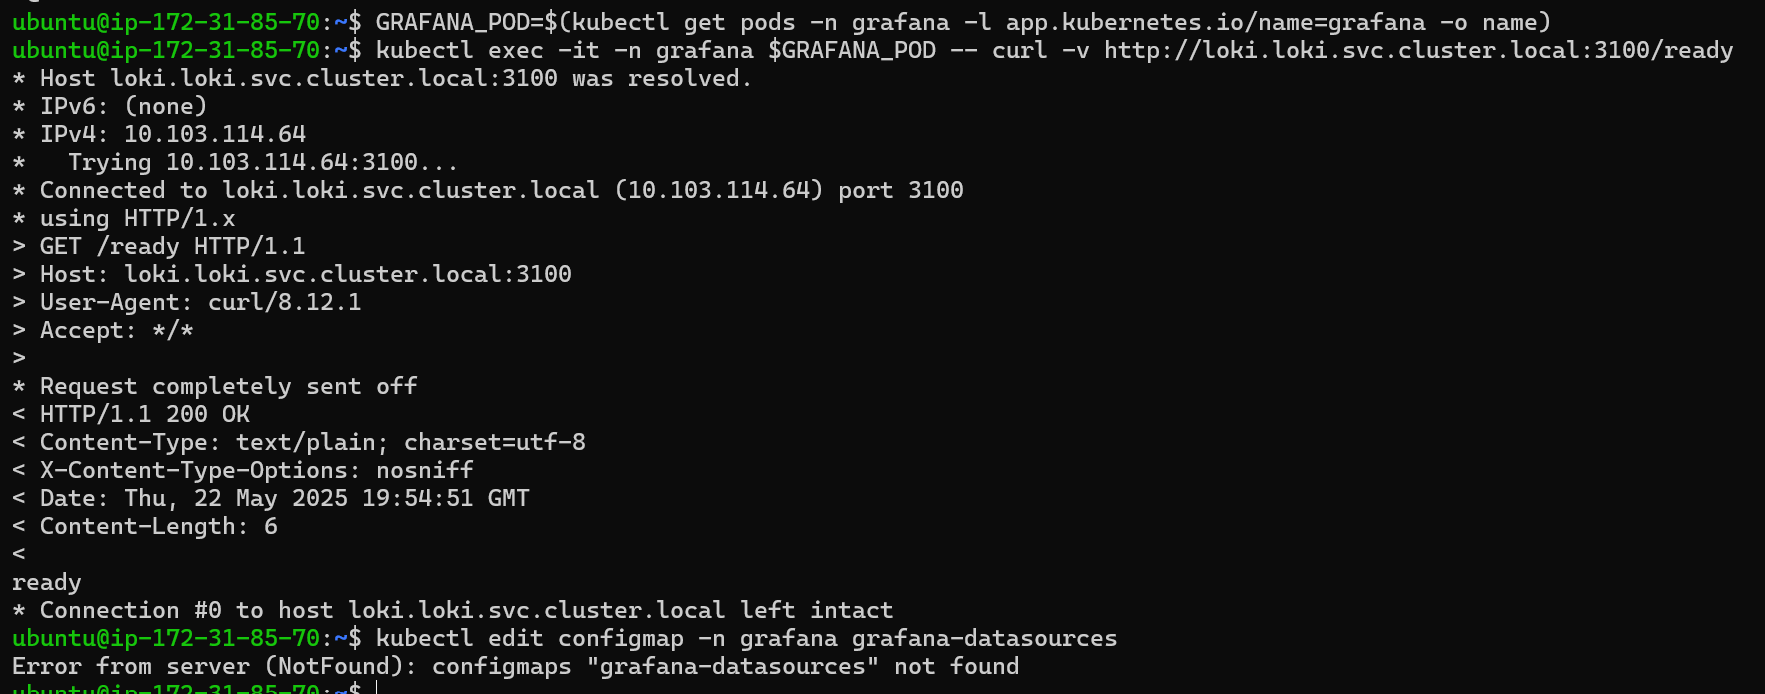 ubuntu@ip-172-31-85-70:~$ GRAFANA_POD=$(kubectl get pods -n grafana -l app.kubernetes.io/name=grafana -o name)
ubuntu@ip-172-31-85-70:~$ kubectl exec -it -n grafana $GRAFANA_POD -- curl -v http://loki.loki.svc.cluster.local:3100/ready
* Host loki.loki.svc.cluster.local:3100 was resolved.
* IPv6: (none)
* IPv4: 10.103.114.64
*   Trying 10.103.114.64:3100...
* Connected to loki.loki.svc.cluster.local (10.103.114.64) port 3100
* using HTTP/1.x
> GET /ready HTTP/1.1
> Host: loki.loki.svc.cluster.local:3100
> User-Agent: curl/8.12.1
> Accept: */*
>
* Request completely sent off
< HTTP/1.1 200 OK
< Content-Type: text/plain; charset=utf-8
< X-Content-Type-Options: nosniff
< Date: Thu, 22 May 2025 19:54:51 GMT
< Content-Length: 6
<
ready
* Connection #0 to host loki.loki.svc.cluster.local left intact
ubuntu@ip-172-31-85-70:~$ kubectl edit configmap -n grafana grafana-datasources
Error from server (NotFound): configmaps "grafana-datasources" not found
ubuntu@ip-172-31-85-70:~$